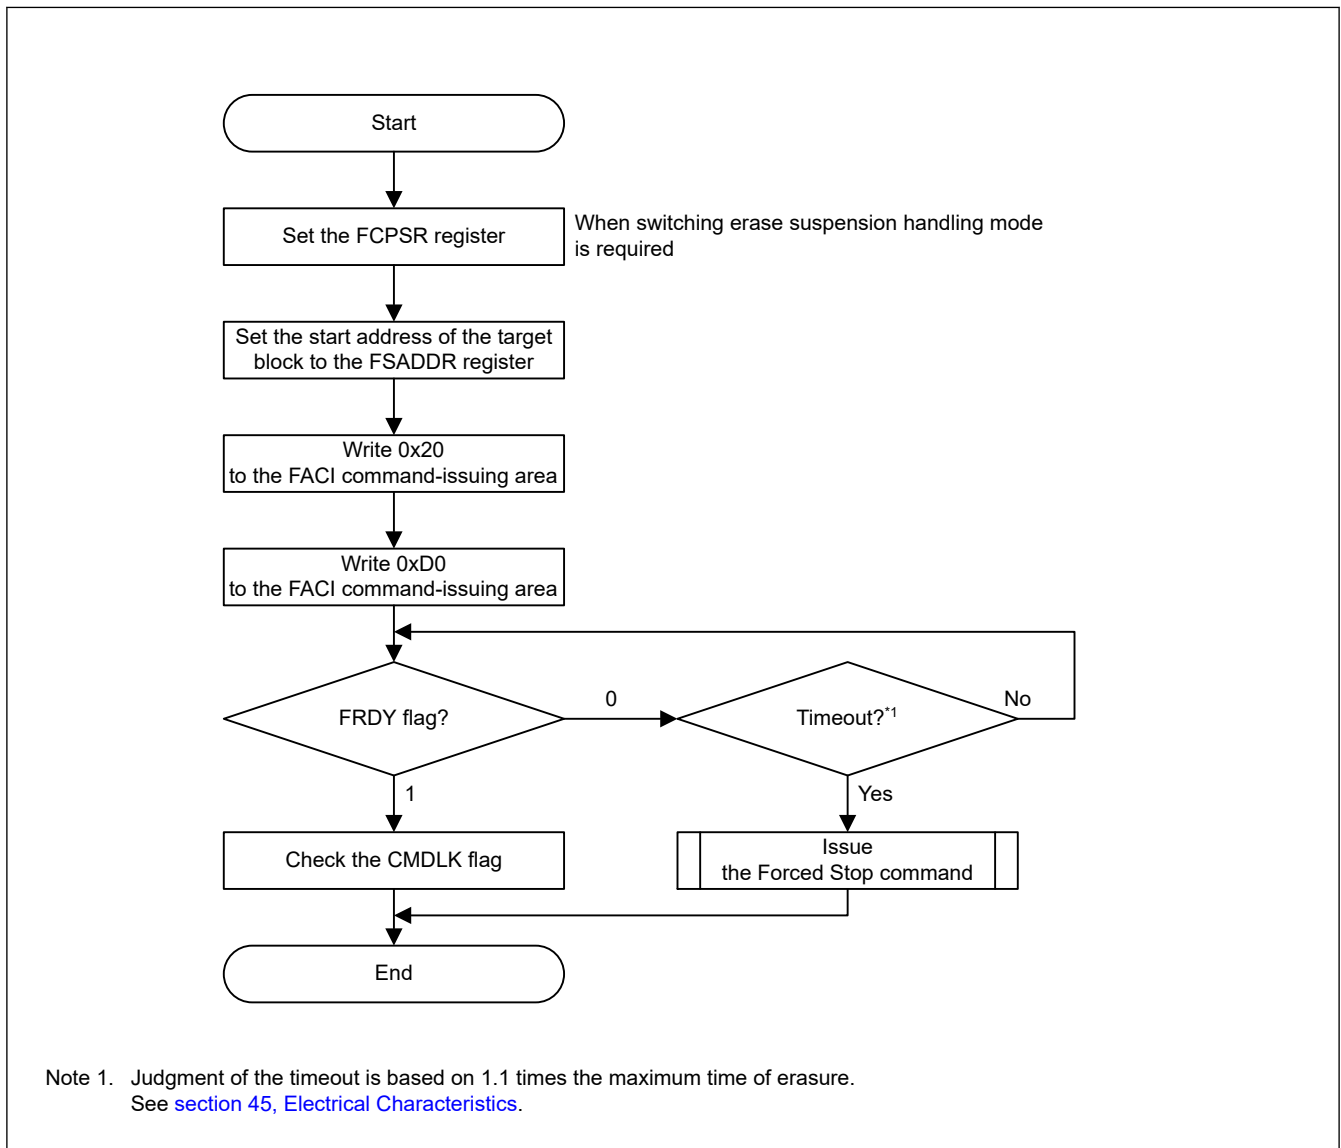 Start
Set the FCPSR register
When switching erase suspension handling mode
is required
Set the start address of the target
block to the FSADDR register
Write 0x20
to the FACI command-issuing area
Write 0xD0
to the FACI command-issuing area
FRDY flag?
0
Timeout?*1
No
1
Yes
Check the CMDLK flag
Issue
the Forced Stop command
End
Note 1. Judgment of the timeout is based on 1.1 times the maximum time of erasure.
See section 45, Electrical Characteristics.